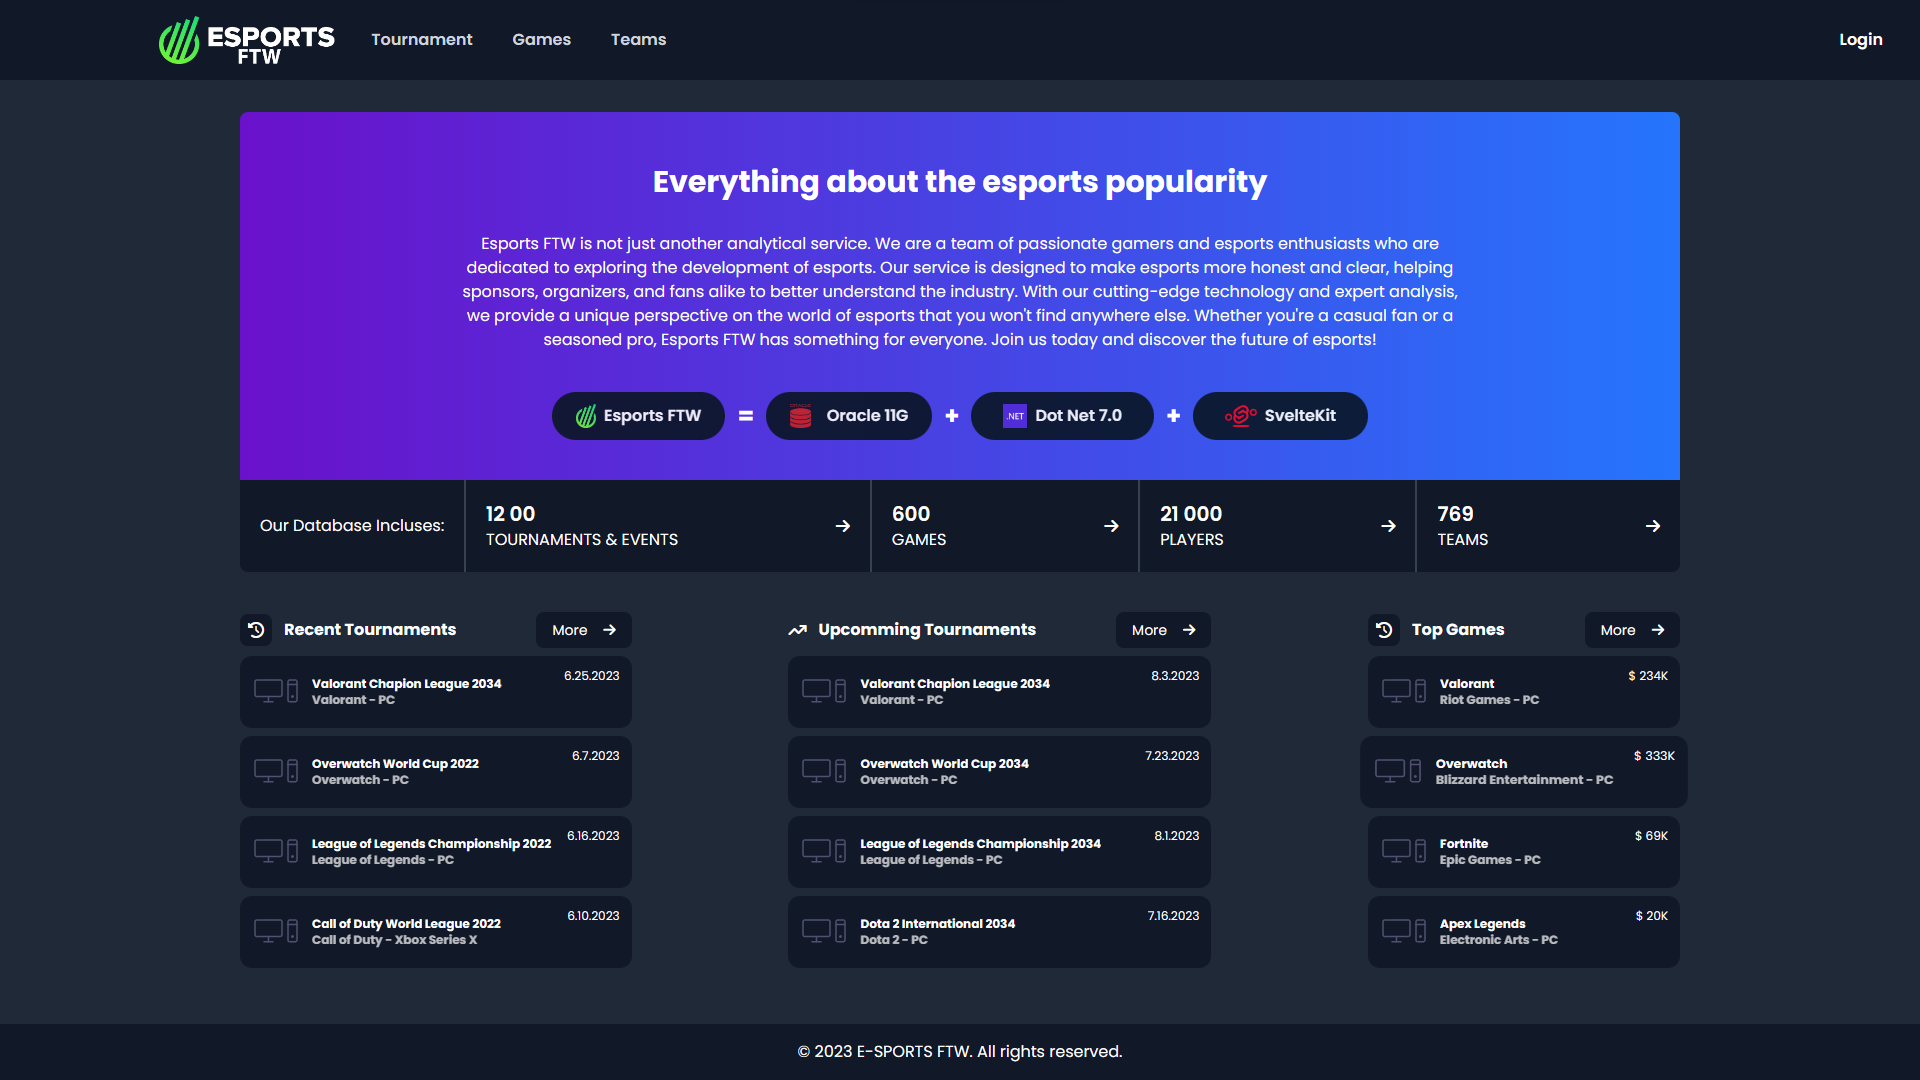 ESPORTS
FTW
Tournament
Games
Teams
Login
Everything about the esports popularity
Esports FTW is not just another analytical service. We are a team of passionate gamers and esports enthusiasts who are
dedicated to exploring the development of esports. Our service is designed to make esports more honest and clear, helping
sponsors, organizers, and fans alike to better understand the industry. With our cutting-edge technology and expert analysis,
we provide a unique perspective on the world of esports that you won't find anywhere else. Whether you're a casual fan or a
seasoned pro, Esports FTW has something for everyone. Join us today and discover the future of esports!
Esports FTW = Oracle 11G + .NET Dot Net 7.0 + SvelteKit
Our Database Incluses:
12 00
TOURNAMENTS & EVENTS
600
GAMES
21 000
PLAYERS
769
TEAMS
Recent Tournaments
More
Valorant Chapion League 2034
Valorant - PC
6.25.2023
Overwatch World Cup 2022
Overwatch - PC
6.7.2023
League of Legends Championship 2022
League of Legends - PC
6.16.2023
Call of Duty World League 2022
Call of Duty - Xbox Series X
6.10.2023
Upcomming Tournaments
More
Valorant Chapion League 2034
Valorant - PC
8.3.2023
Overwatch World Cup 2034
Overwatch - PC
7.23.2023
League of Legends Championship 2034
League of Legends - PC
8.1.2023
Dota 2 International 2034
Dota 2 - PC
7.16.2023
Top Games
More
Valorant
Riot Games - PC
$ 234K
Overwatch
Blizzard Entertainment - PC
$ 333K
Fortnite
Epic Games - PC
$ 69K
Apex Legends
Electronic Arts - PC
$ 20K
© 2023 E-SPORTS FTW. All rights reserved.